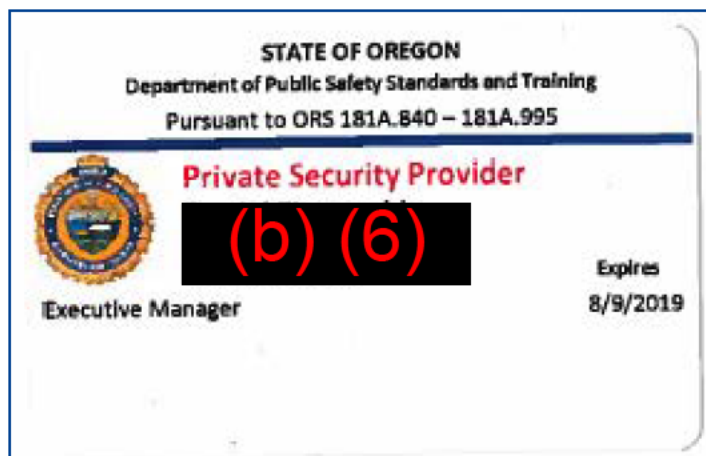 STATE OF OREGON
Department of Public Safety Standards and Training
Pursuant to ORS 181A.840 – 181A.995
Private Security Provider
(b) (6)
Expires
Executive Manager
8/9/2019